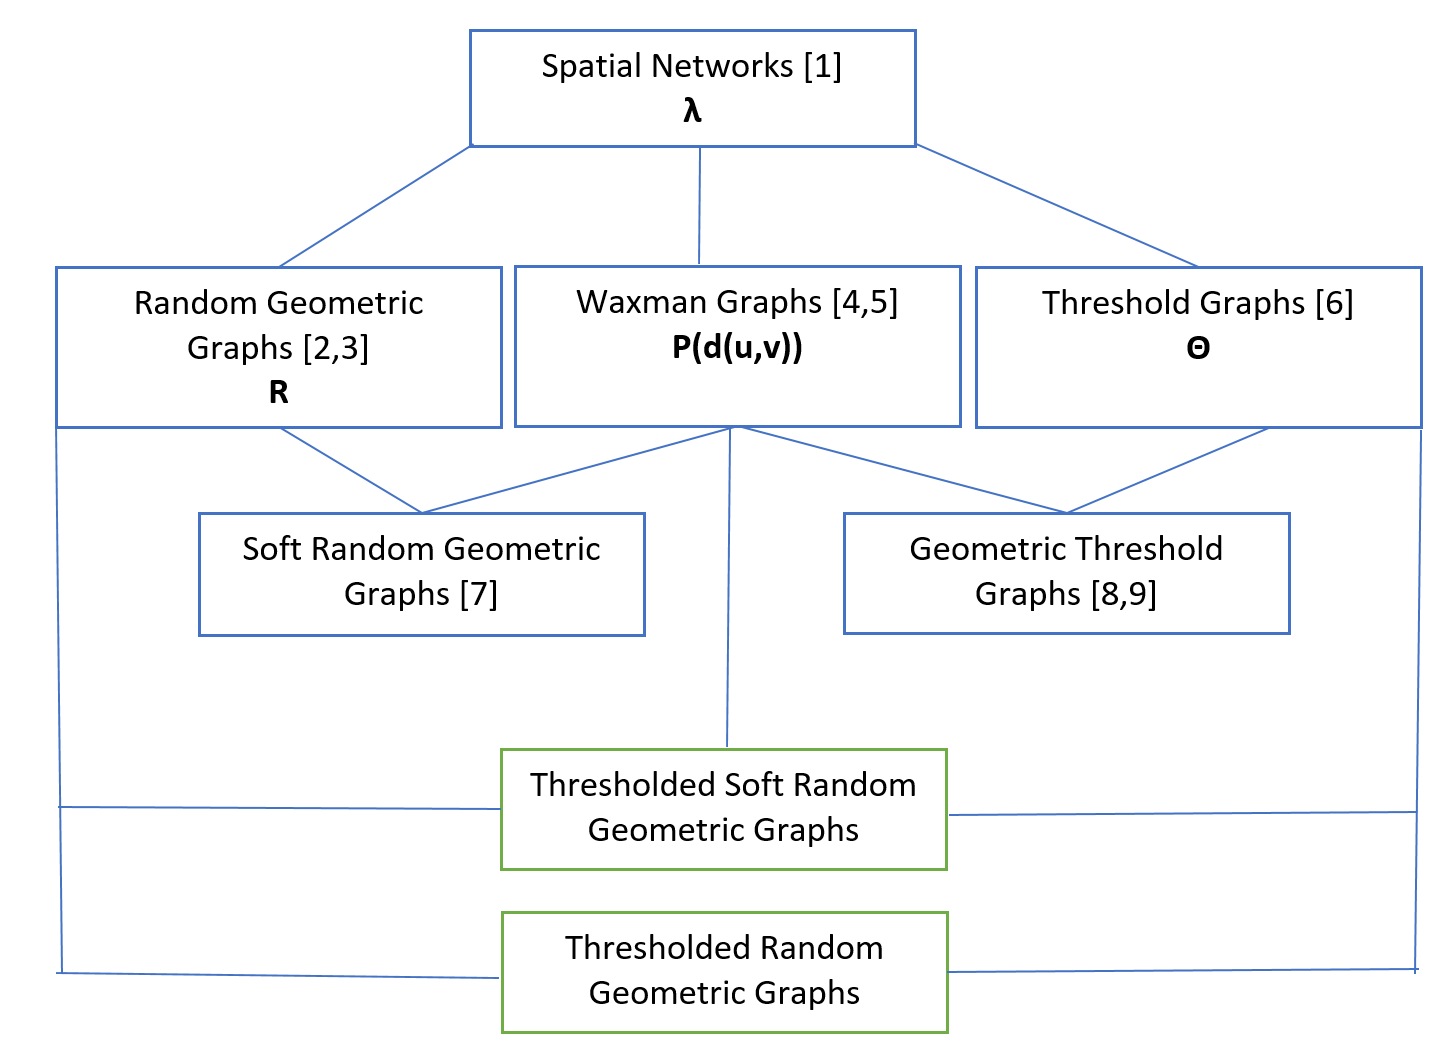 Spatial Networks [1]
λ
Random Geometric
Graphs [2,3]
R
Waxman Graphs [4,5]
P(d(u,v))
Threshold Graphs [6]
Θ
Soft Random Geometric
Graphs [7]
Geometric Threshold
Graphs [8,9]
Thresholded Soft Random
Geometric Graphs
Thresholded Random
Geometric Graphs